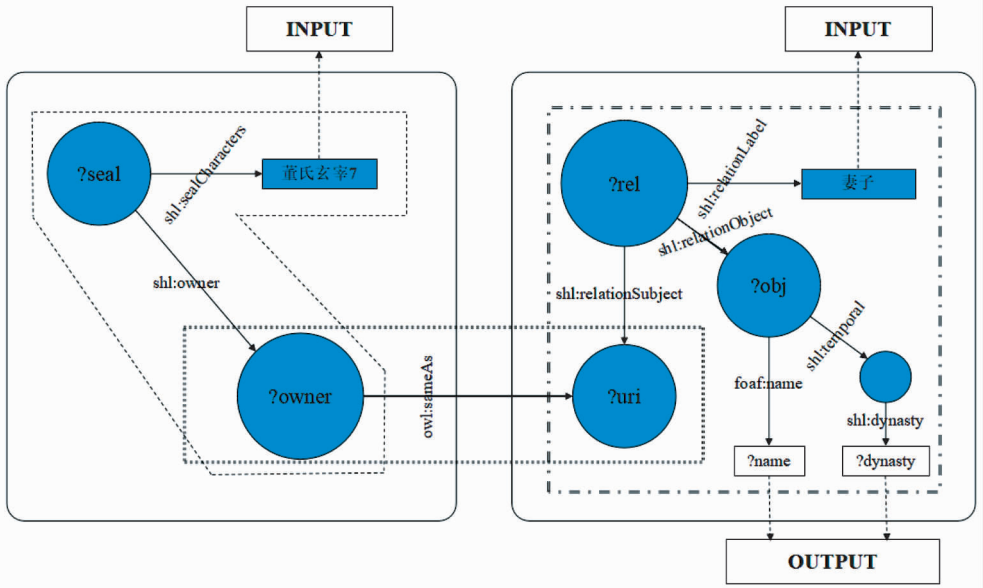 INPUT
INPUT
?seal
shl:sealCharacters
董氏玄宰7
shl:owner
?owner
owl:sameAs
?rel
shl:relationLabel
妻子
shl:relationObject
?obj
shl:relationSubject
shl:temporal
?uri
foaf:name
shl:dynasty
?name
?dynasty
OUTPUT